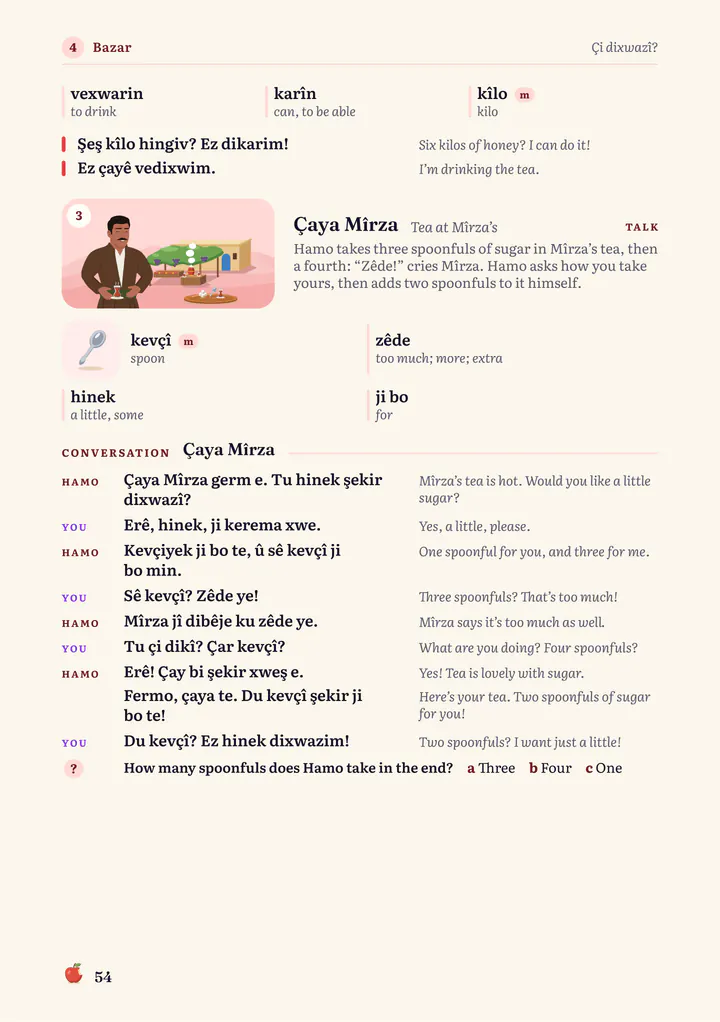 4 Bazar Çi dixwazî?
vexwarin karîn kîlo m
to drink can, to be able kilo
Şeş kîlo hingiv? Ez dikarim! Six kilos of honey? I can do it!
Ez çayê vedixwim. I'm drinking the tea.
3
Çaya Mîrza Tea at Mîrza's TALK
Hamo takes three spoonfuls of sugar in Mîrza's tea, then
a fourth: “Zêde!” cries Mîrza. Hamo asks how you take
yours, then adds two spoonfuls to it himself.
kevçî m zêde
spoon too much; more; extra
hinek ji bo
a little, some for
CONVERSATION Çaya Mîrza
HAMO Çaya Mîrza germ e. Tu hinek şekir Mîrza's tea is hot. Would you like a little
dixwazî? sugar?
YOU Erê, hinek, ji kerema xwe. Yes, a little, please.
HAMO Kevçiyek ji bo te, û sê kevçî ji One spoonful for you, and three for me.
bo min.
YOU Sê kevçî? Zêde ye! Three spoonfuls? That's too much!
HAMO Mîrza jî dibêje ku zêde ye. Mîrza says it's too much as well.
YOU Tu çi dikî? Çar kevçî? What are you doing? Four spoonfuls?
HAMO Erê! Çay bi şekir xweş e. Yes! Tea is lovely with sugar.
Fermo, çaya te. Du kevçî şekir ji Here's your tea. Two spoonfuls of sugar
bo te! for you!
YOU Du kevçî? Ez hinek dixwazim! Two spoonfuls? I want just a little!
? How many spoonfuls does Hamo take in the end? a Three b Four c One
54